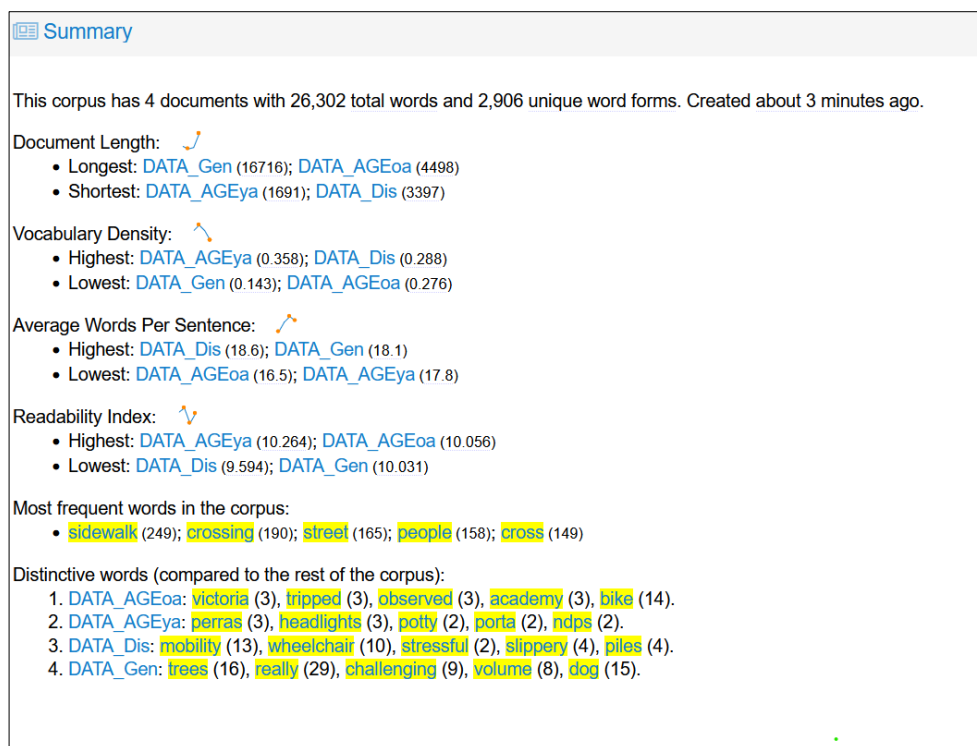 Summary
This corpus has 4 documents with 26,302 total words and 2,906 unique word forms. Created about 3 minutes ago.
Document Length:
• Longest: DATA_Gen (16716); DATA_AGEoa (4498)
• Shortest: DATA_AGEya (1691); DATA_Dis (3397)
Vocabulary Density:
• Highest: DATA_AGEya (0.358); DATA_Dis (0.288)
• Lowest: DATA_Gen (0.143); DATA_AGEoa (0.276)
Average Words Per Sentence:
• Highest: DATA_Dis (18.6); DATA_Gen (18.1)
• Lowest: DATA_AGEoa (16.5); DATA_AGEya (17.8)
Readability Index:
• Highest: DATA_AGEya (10.264); DATA_AGEoa (10.056)
• Lowest: DATA_Dis (9.594); DATA_Gen (10.031)
Most frequent words in the corpus:
• sidewalk (249); crossing (190); street (165); people (158); cross (149)
Distinctive words (compared to the rest of the corpus):
1. DATA_AGEoa: victoria (3), tripped (3), observed (3), academy (3), bike (14).
2. DATA_AGEya: perras (3), headlights (3), potty (2), porta (2), ndps (2).
3. DATA_Dis: mobility (13), wheelchair (10), stressful (2), slippery (4), piles (4).
4. DATA_Gen: trees (16), really (29), challenging (9), volume (8), dog (15).